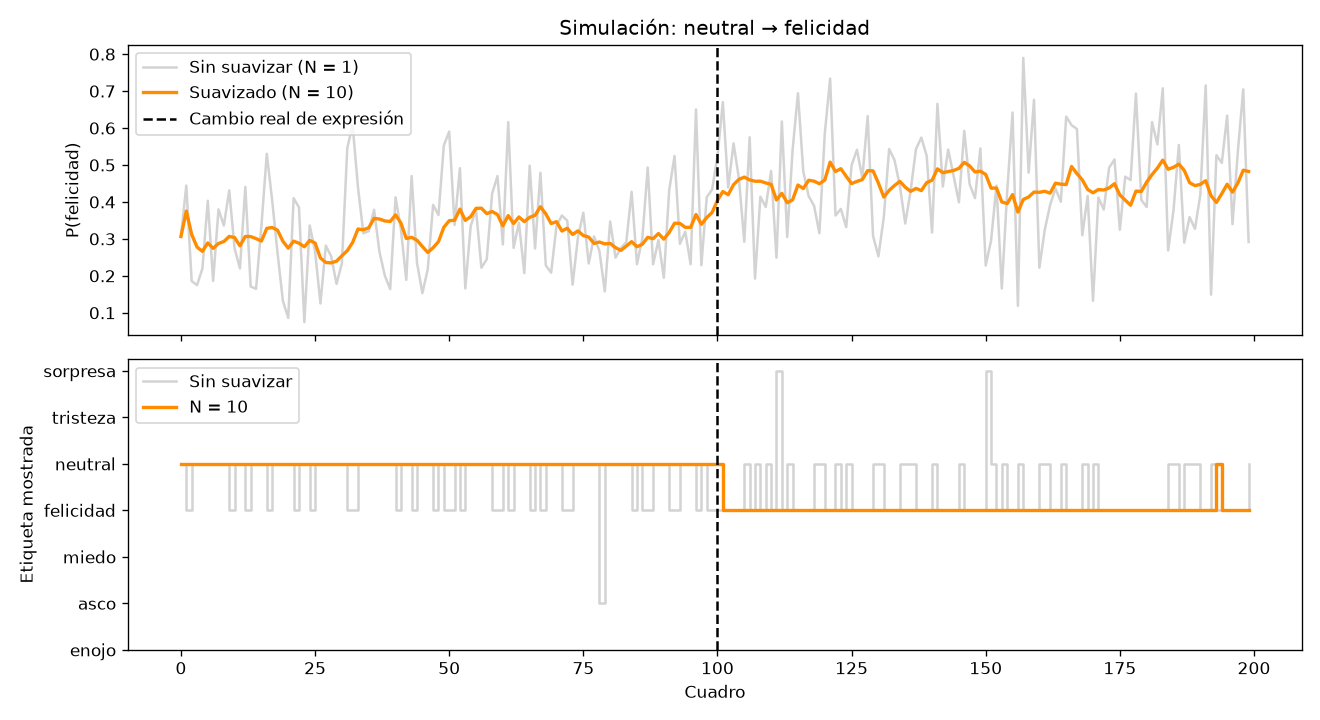 Simulación: neutral → felicidad
P(felicidad)
0.8
0.7
0.6
0.5
0.4
0.3
0.2
0.1
Sin suavizar (N = 1)
Suavizado (N = 10)
Cambio real de expresión
Etiqueta mostrada
sorpresa
tristeza
neutral
felicidad
miedo
asco
enojo
Sin suavizar
N = 10
0 25 50 75 100 125 150 175 200
Cuadro